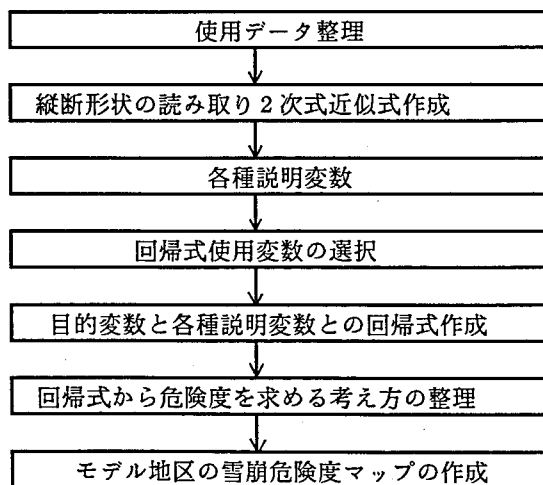 使用データ整理
縦断形状の読み取り2次式近似式作成
各種説明変数
回帰式使用変数の選択
目的変数と各種説明変数との回帰式作成
回帰式から危険度を求める考え方の整理
モデル地区の雪崩危険度マップの作成